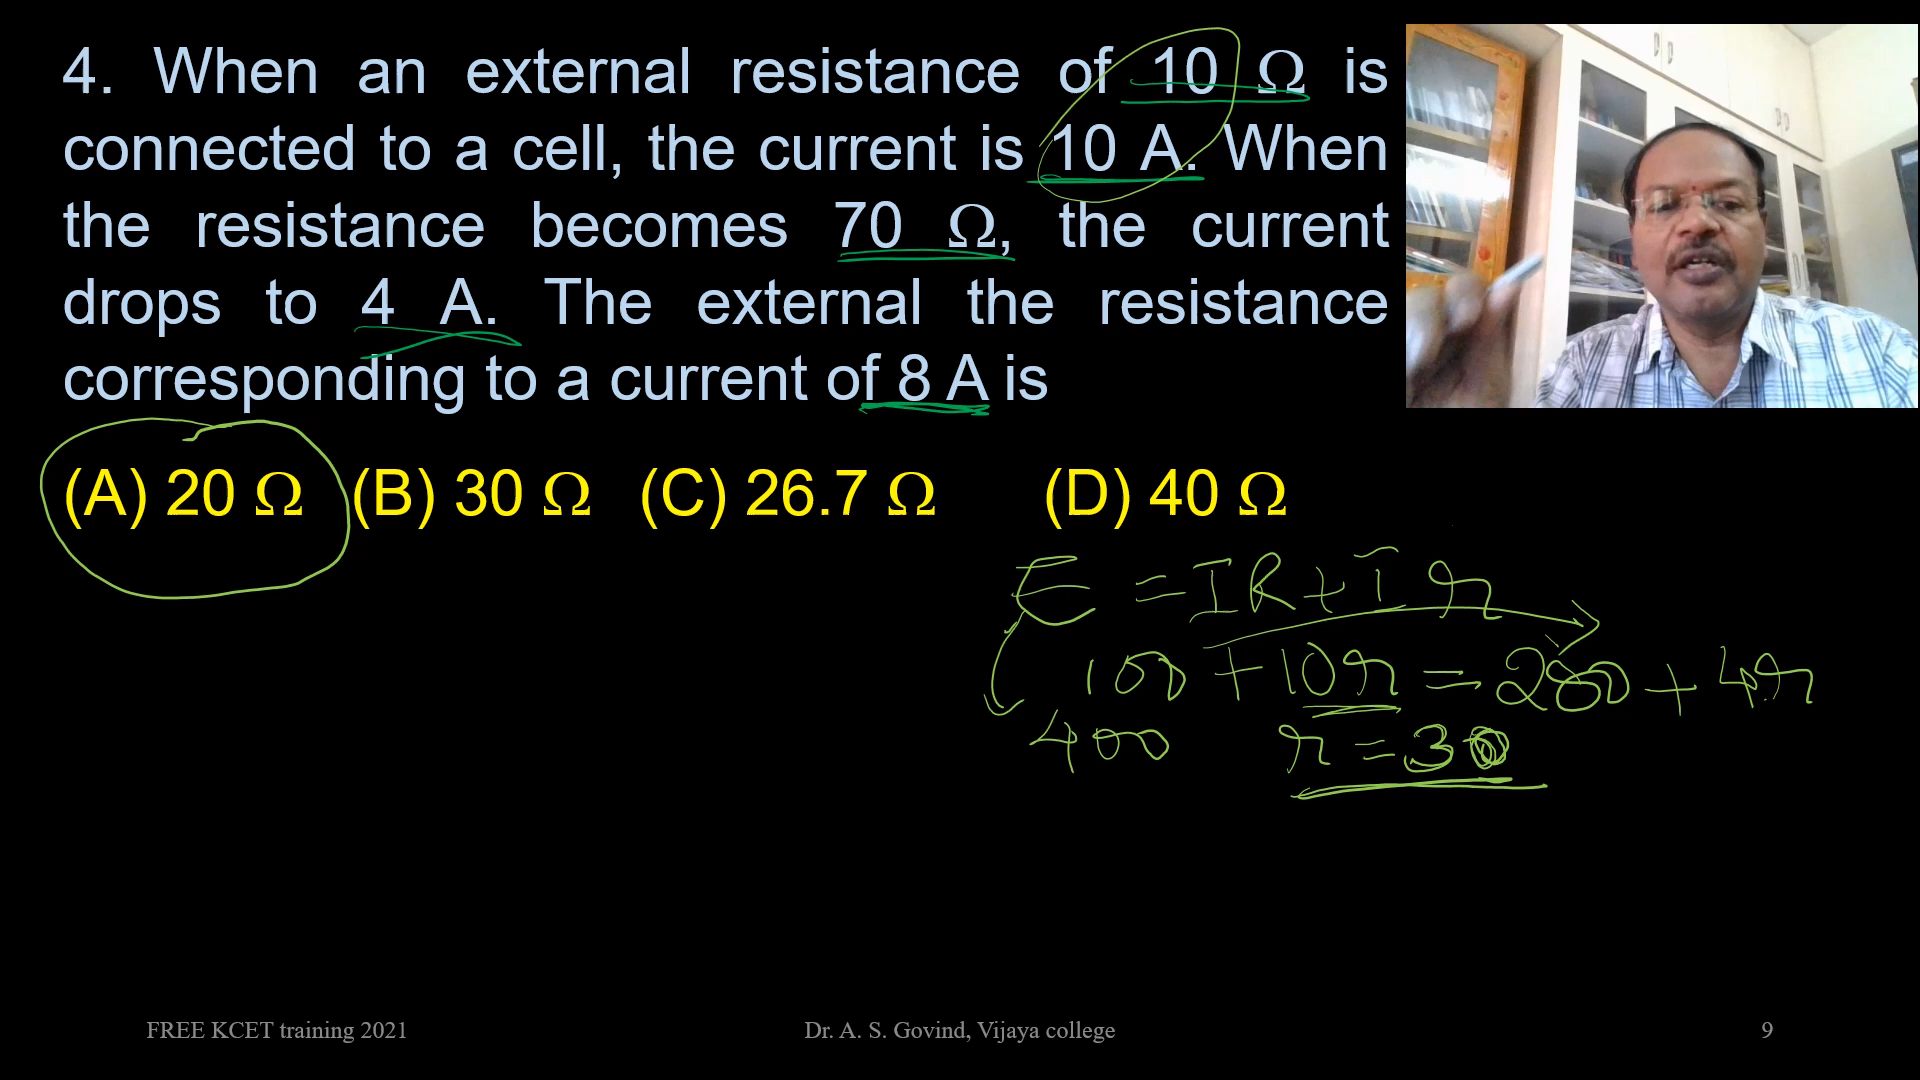 4. When an external resistance of 10 Ω is
connected to a cell, the current is 10 A. When
the resistance becomes 70 Ω, the current
drops to 4 A. The external the resistance
corresponding to a current of 8 A is
(A) 20 Ω (B) 30 Ω (C) 26.7 Ω (D) 40 Ω
E = IR + Ir
100 + 10r = 280 + 4r
400 r = 30
FREE KCET training 2021 Dr. A. S. Govind, Vijaya college 9